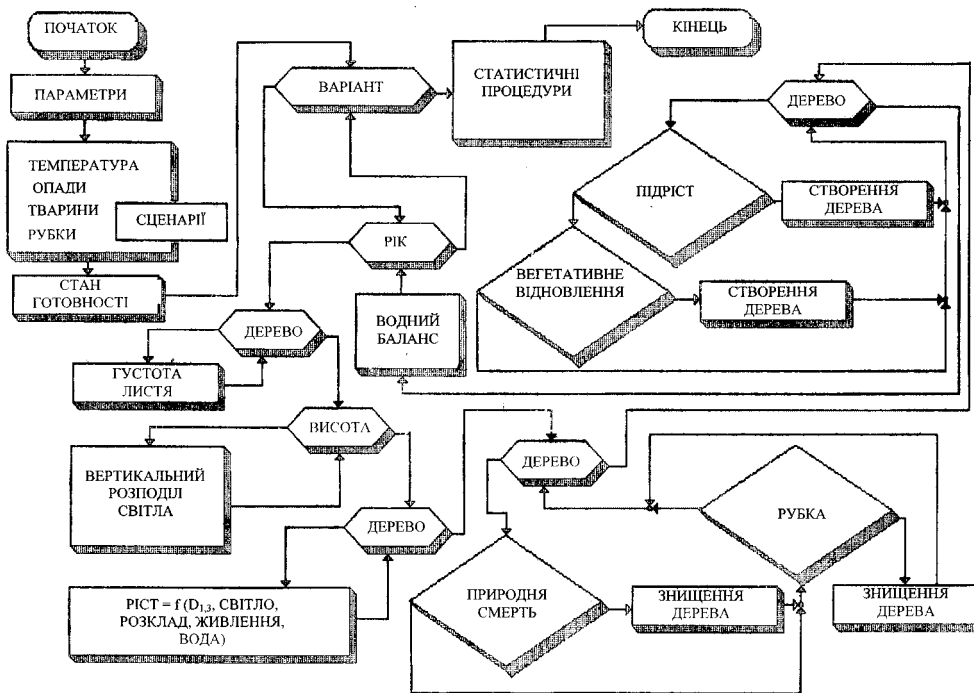 ПОЧАТОК
ПАРАМЕТРИ
ТЕМПЕРАТУРА
ОПАДИ
ТВАРИНИ
РУБКИ
СЦЕНАРІЇ
СТАН
ГОТОВНОСТІ
ВАРІАНТ
СТАТИСТИЧНІ
ПРОЦЕДУРИ
КІНЕЦЬ
РІК
ВОДНИЙ
БАЛАНС
ДЕРЕВО
ГУСТОТА
ЛИСТЯ
ВИСОТА
ВЕРТИКАЛЬНИЙ
РОЗПОДІЛ
СВІТЛА
ДЕРЕВО
РІСТ = f (D1,3, СВІТЛО,
РОЗКЛАД, ЖИВЛЕННЯ,
ВОДА)
ДЕРЕВО
ПРИРОДНЯ
СМЕРТЬ
ЗНИЩЕННЯ
ДЕРЕВА
РУБКА
ЗНИЩЕННЯ
ДЕРЕВА
ДЕРЕВО
ПІДРІСТ
СТВОРЕННЯ
ДЕРЕВА
ВЕГЕТАТИВНЕ
ВІДНОВЛЕННЯ
СТВОРЕННЯ
ДЕРЕВА